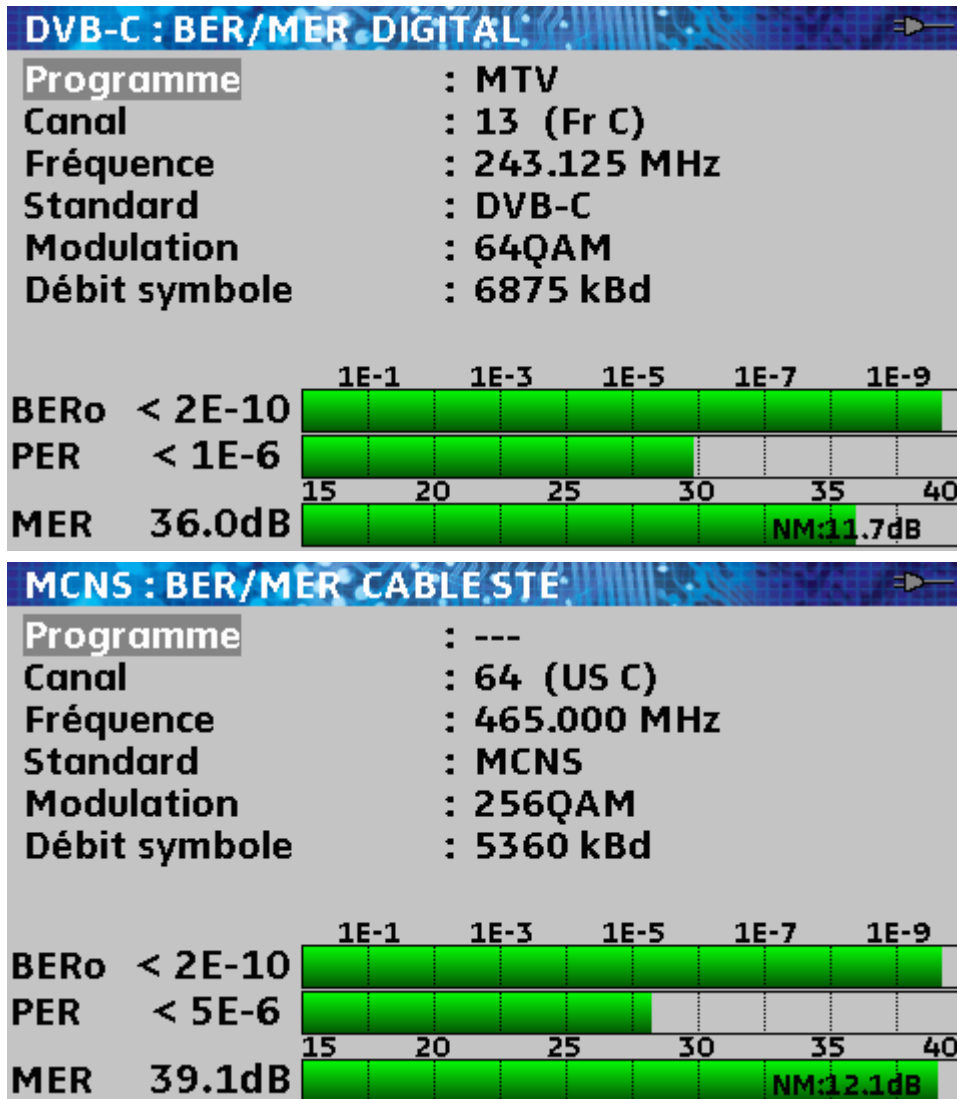 DVB-C : BER/MER DIGITAL
Programme : MTV
Canal : 13 (Fr C)
Fréquence : 243.125 MHz
Standard : DVB-C
Modulation : 64QAM
Débit symbole : 6875 kBd
1E-1 1E-3 1E-5 1E-7 1E-9
BERo < 2E-10
PER < 1E-6
15 20 25 30 35 40
MER 36.0dB NM:11.7dB
MCNS : BER/MER CABLE STE
Programme : ---
Canal : 64 (US C)
Fréquence : 465.000 MHz
Standard : MCNS
Modulation : 256QAM
Débit symbole : 5360 kBd
1E-1 1E-3 1E-5 1E-7 1E-9
BERo < 2E-10
PER < 5E-6
15 20 25 30 35 40
MER 39.1dB NM:12.1dB